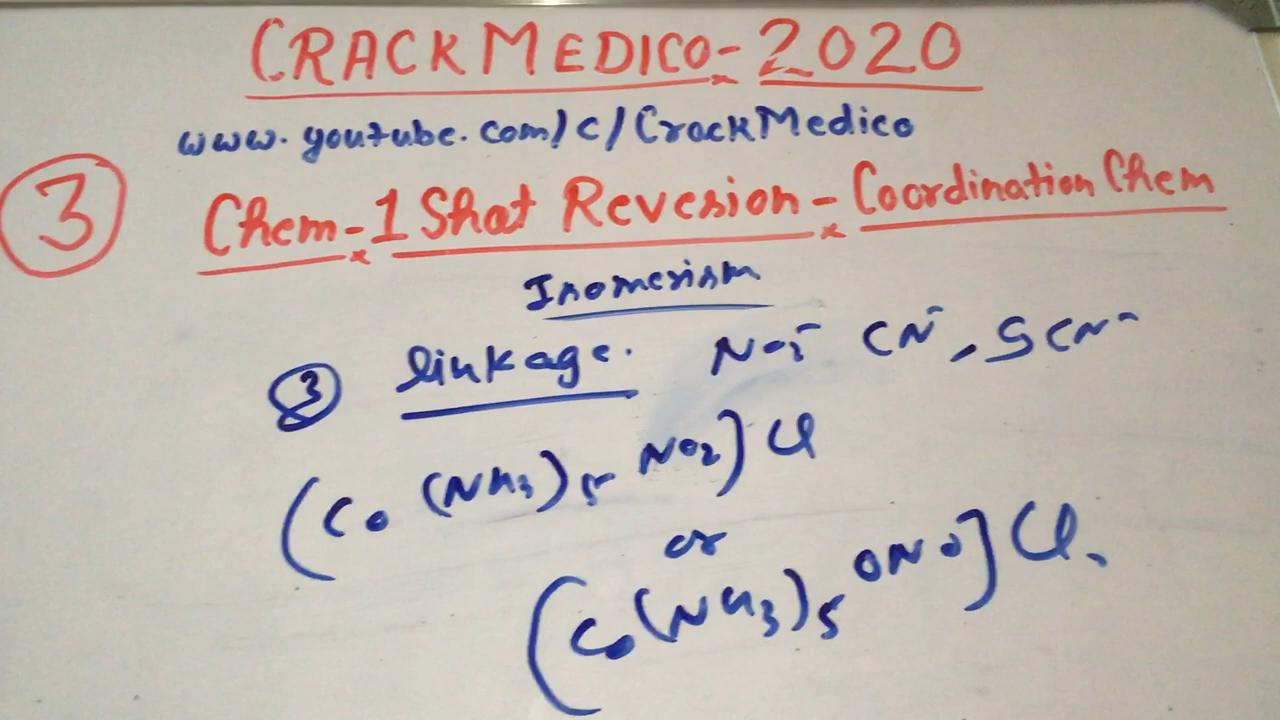 CRACKMEDICO-2020
www.youtube.com/c/CrackMedico
3 Chem-1 Shot Revesion-Coordination Chem
Isomerism
3 linkage. NO2⁻ CN⁻, SCN⁻
(Co (NH3)5 NO2] Cl
or
(Co(NH3)5 ONO] Cl.